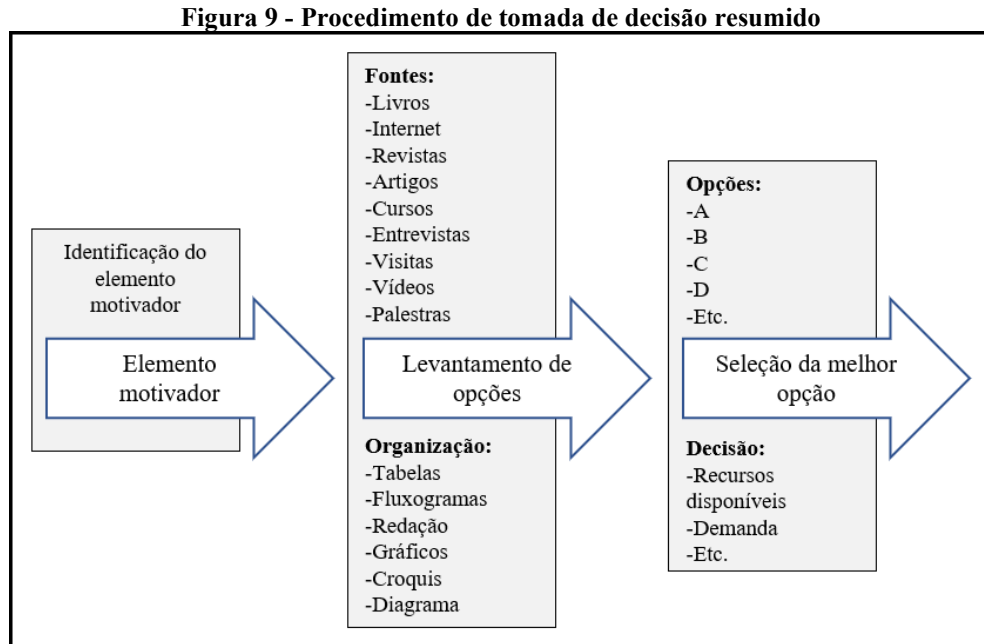 Figura 9 - Procedimento de tomada de decisão resumido
Identificação do
elemento
motivador
Elemento
motivador
Fontes:
-Livros
-Internet
-Revistas
-Artigos
-Cursos
-Entrevistas
-Visitas
-Vídeos
-Palestras
Levantamento de
opções
Organização:
-Tabelas
-Fluxogramas
-Redação
-Gráficos
-Croquis
-Diagrama
Opções:
-A
-B
-C
-D
-Etc.
Seleção da melhor
opção
Decisão:
-Recursos
disponíveis
-Demanda
-Etc.